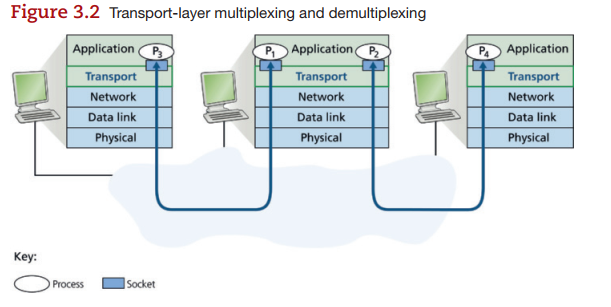 Figure 3.2 Transport-layer multiplexing and demultiplexing
Application P3
Transport
Network
Data link
Physical
P1 Application P2
Transport
Network
Data link
Physical
P4 Application
Transport
Network
Data link
Physical
Key:
Process Socket